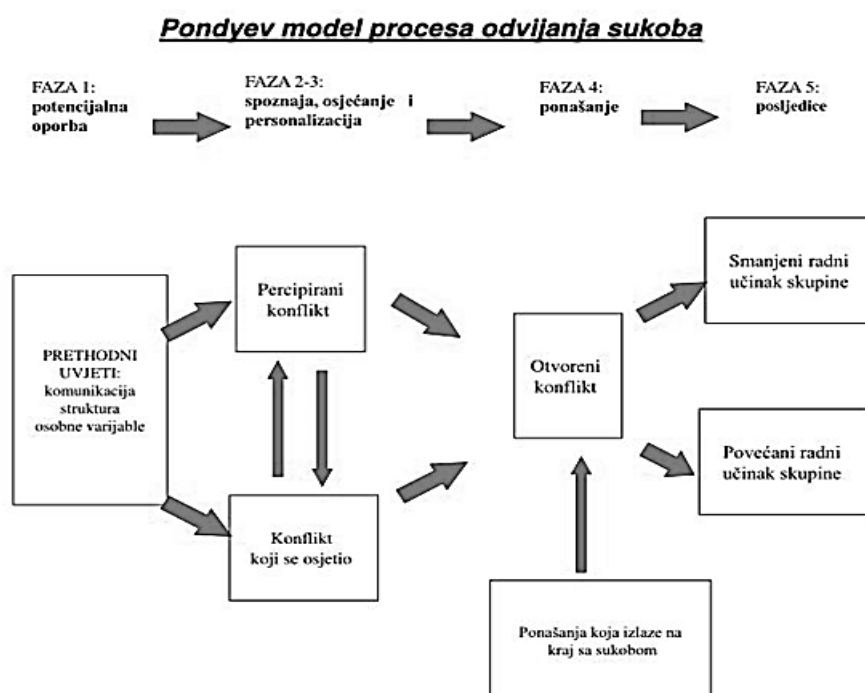 Pondyev model procesa odvijanja sukoba
FAZA 1:
potencijalna
oporba
FAZA 2-3:
spoznaja, osjećanje i
personalizacija
FAZA 4:
ponašanje
FAZA 5:
posljedice
PRETHODNI
UVJETI:
komunikacija
struktura
osobne varijable
Percipirani
konflikt
Konflikt
koji se osjetio
Otvoreni
konflikt
Ponašanja koja izlaze na
kraj sa sukobom
Smanjeni radni
učinak skupine
Povećani radni
učinak skupine